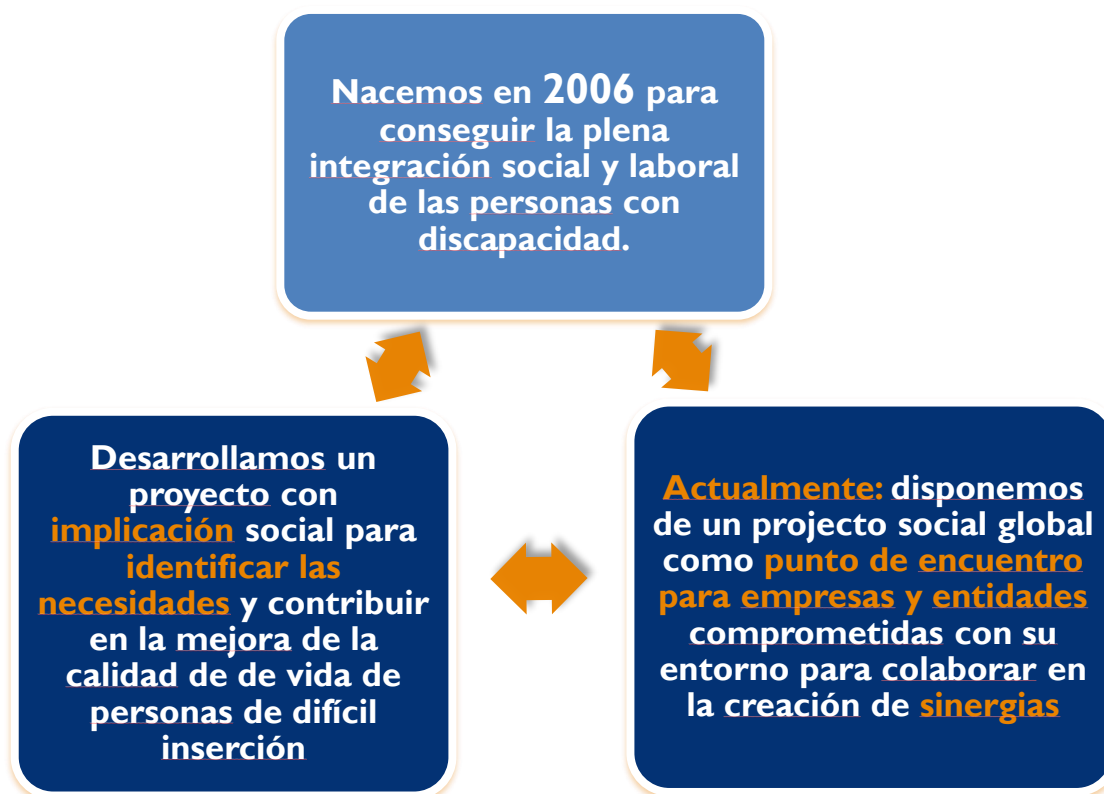 Nacemos en 2006 para
conseguir la plena
integración social y laboral
de las personas con
discapacidad.
Desarrollamos un
proyecto con
implicación social para
identificar las
necesidades y contribuir
en la mejora de la
calidad de de vida de
personas de difícil
inserción
Actualmente: disponemos
de un projecto social global
como punto de encuentro
para empresas y entidades
comprometidas con su
entorno para colaborar en
la creación de sinergias